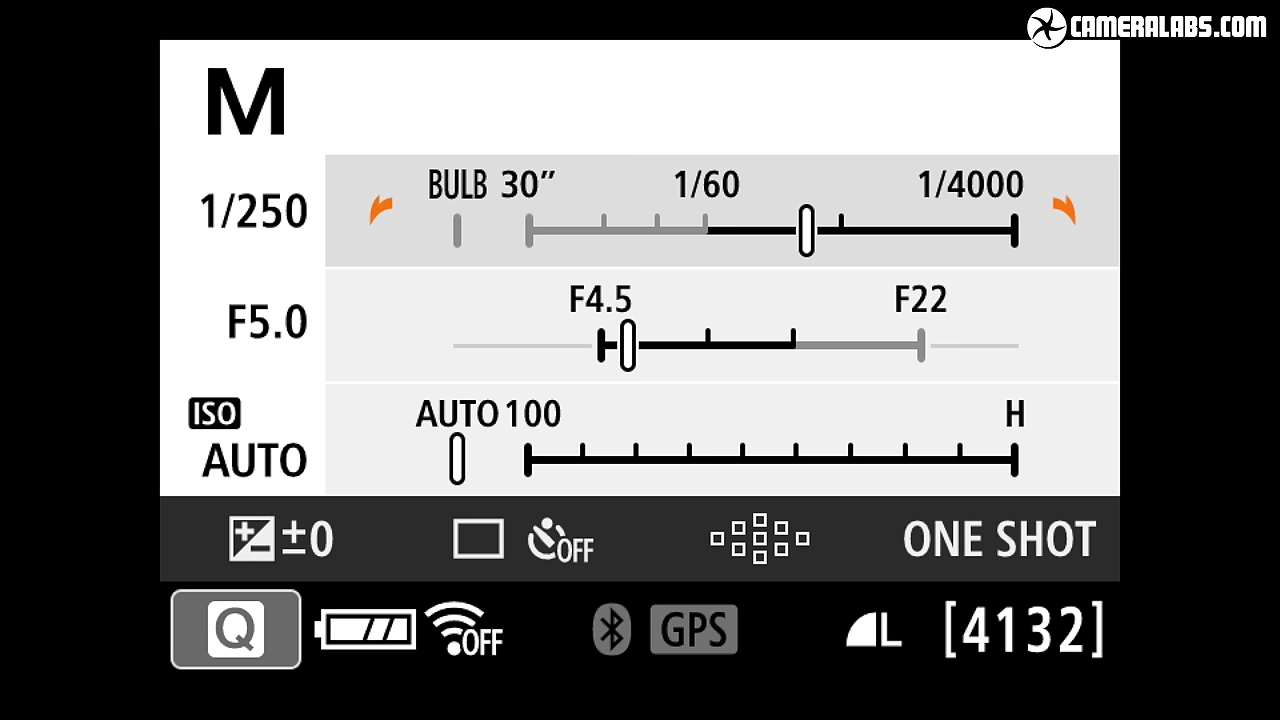 CAMERALABS.COM
M
1/250
BULB 30” 1/60 1/4000
F5.0
F4.5 F22
ISO
AUTO
AUTO 100 H
±0 OFF ONE SHOT
Q OFF GPS L [4132]